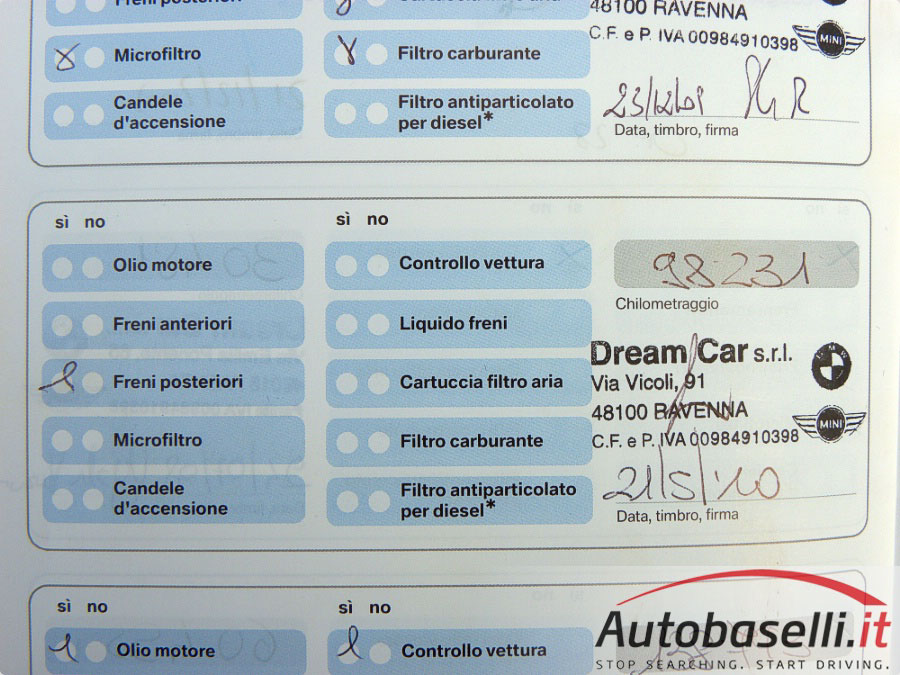 48100 RAVENNA
C.F. e P. IVA 00984910398
MINI
Microfiltro
Filtro carburante
Candele
d'accensione
Filtro antiparticolato
per diesel*
Data, timbro, firma
sì no
sì no
Olio motore
Controllo vettura
98231
Chilometraggio
Freni anteriori
Liquido freni
Dream Car s.r.l.
BMW
Freni posteriori
Cartuccia filtro aria
Via Vicoli, 91
48100 RAVENNA
Microfiltro
Filtro carburante
C.F. e P. IVA 00984910398
MINI
Candele
d'accensione
Filtro antiparticolato
per diesel*
21/5/10
Data, timbro, firma
sì no
sì no
Olio motore
Controllo vettura
Autobaselli.it
STOP SEARCHING. START DRIVING.